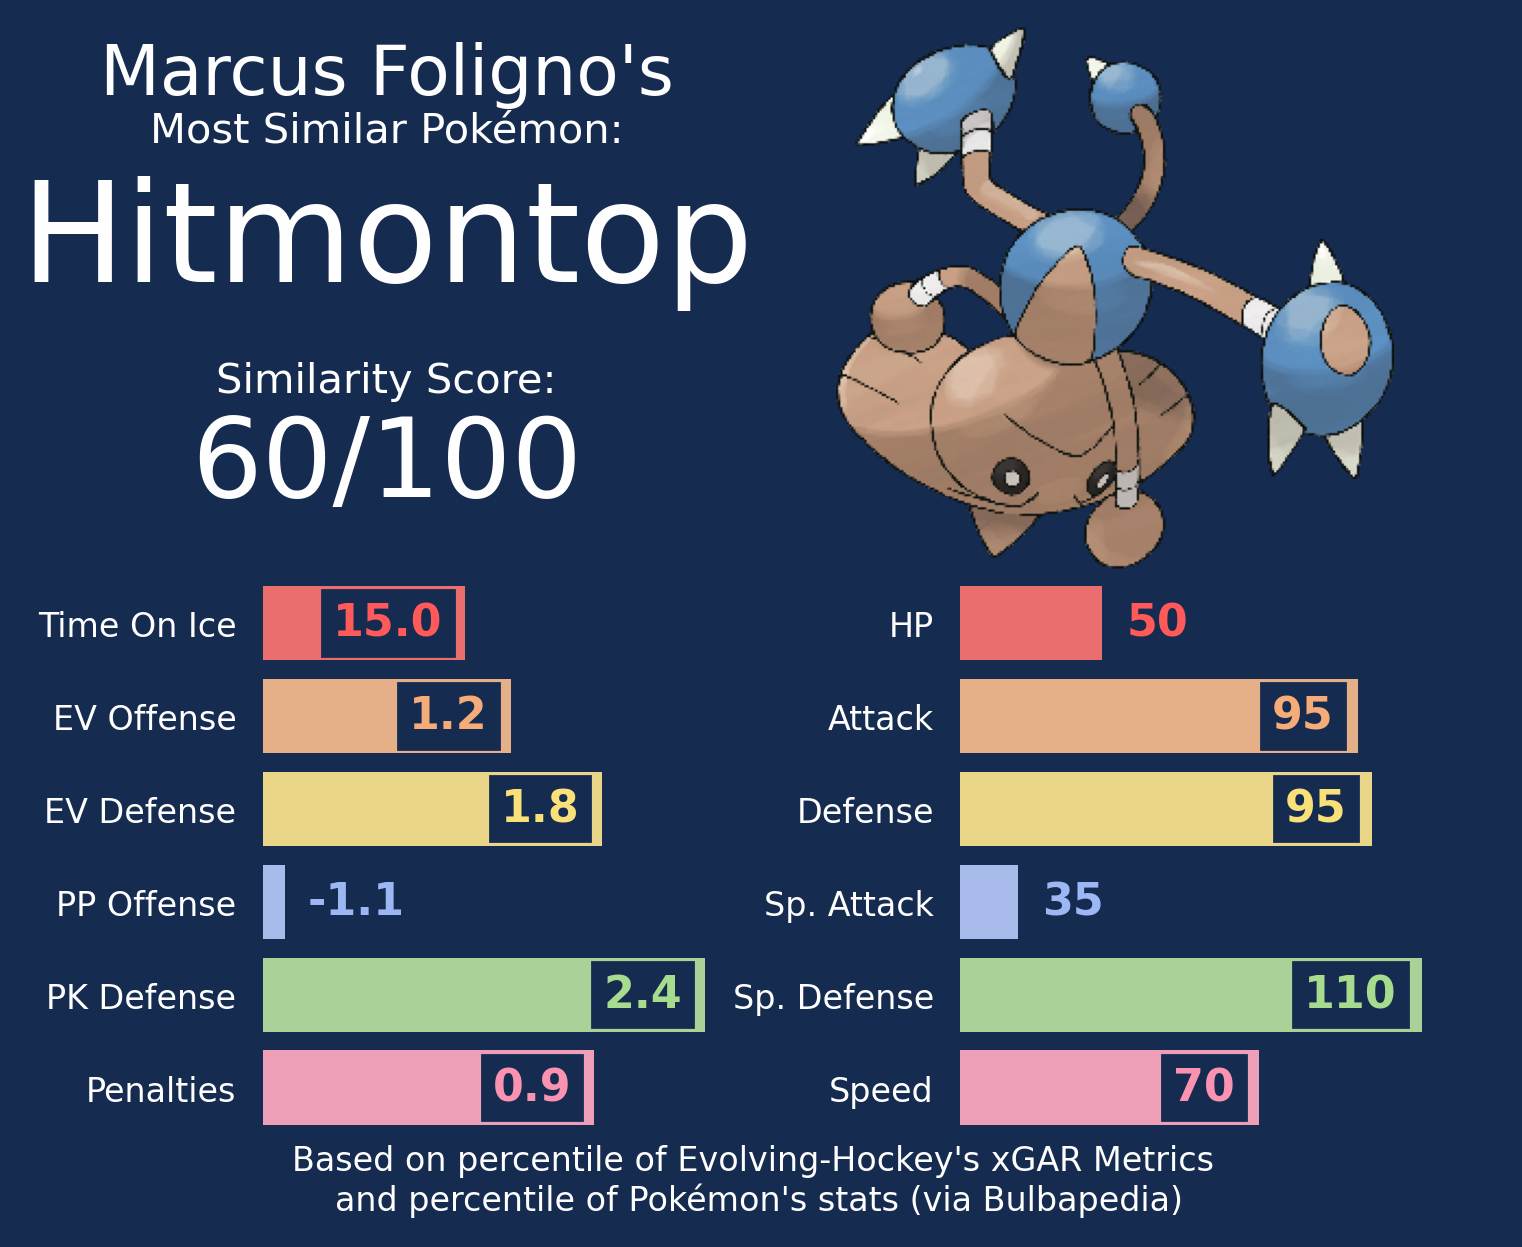 Marcus Foligno's
Most Similar Pokémon:
Hitmontop
Similarity Score:
60/100
Time On Ice 15.0
EV Offense 1.2
EV Defense 1.8
PP Offense -1.1
PK Defense 2.4
Penalties 0.9
HP 50
Attack 95
Defense 95
Sp. Attack 35
Sp. Defense 110
Speed 70
Based on percentile of Evolving-Hockey's xGAR Metrics
and percentile of Pokémon's stats (via Bulbapedia)